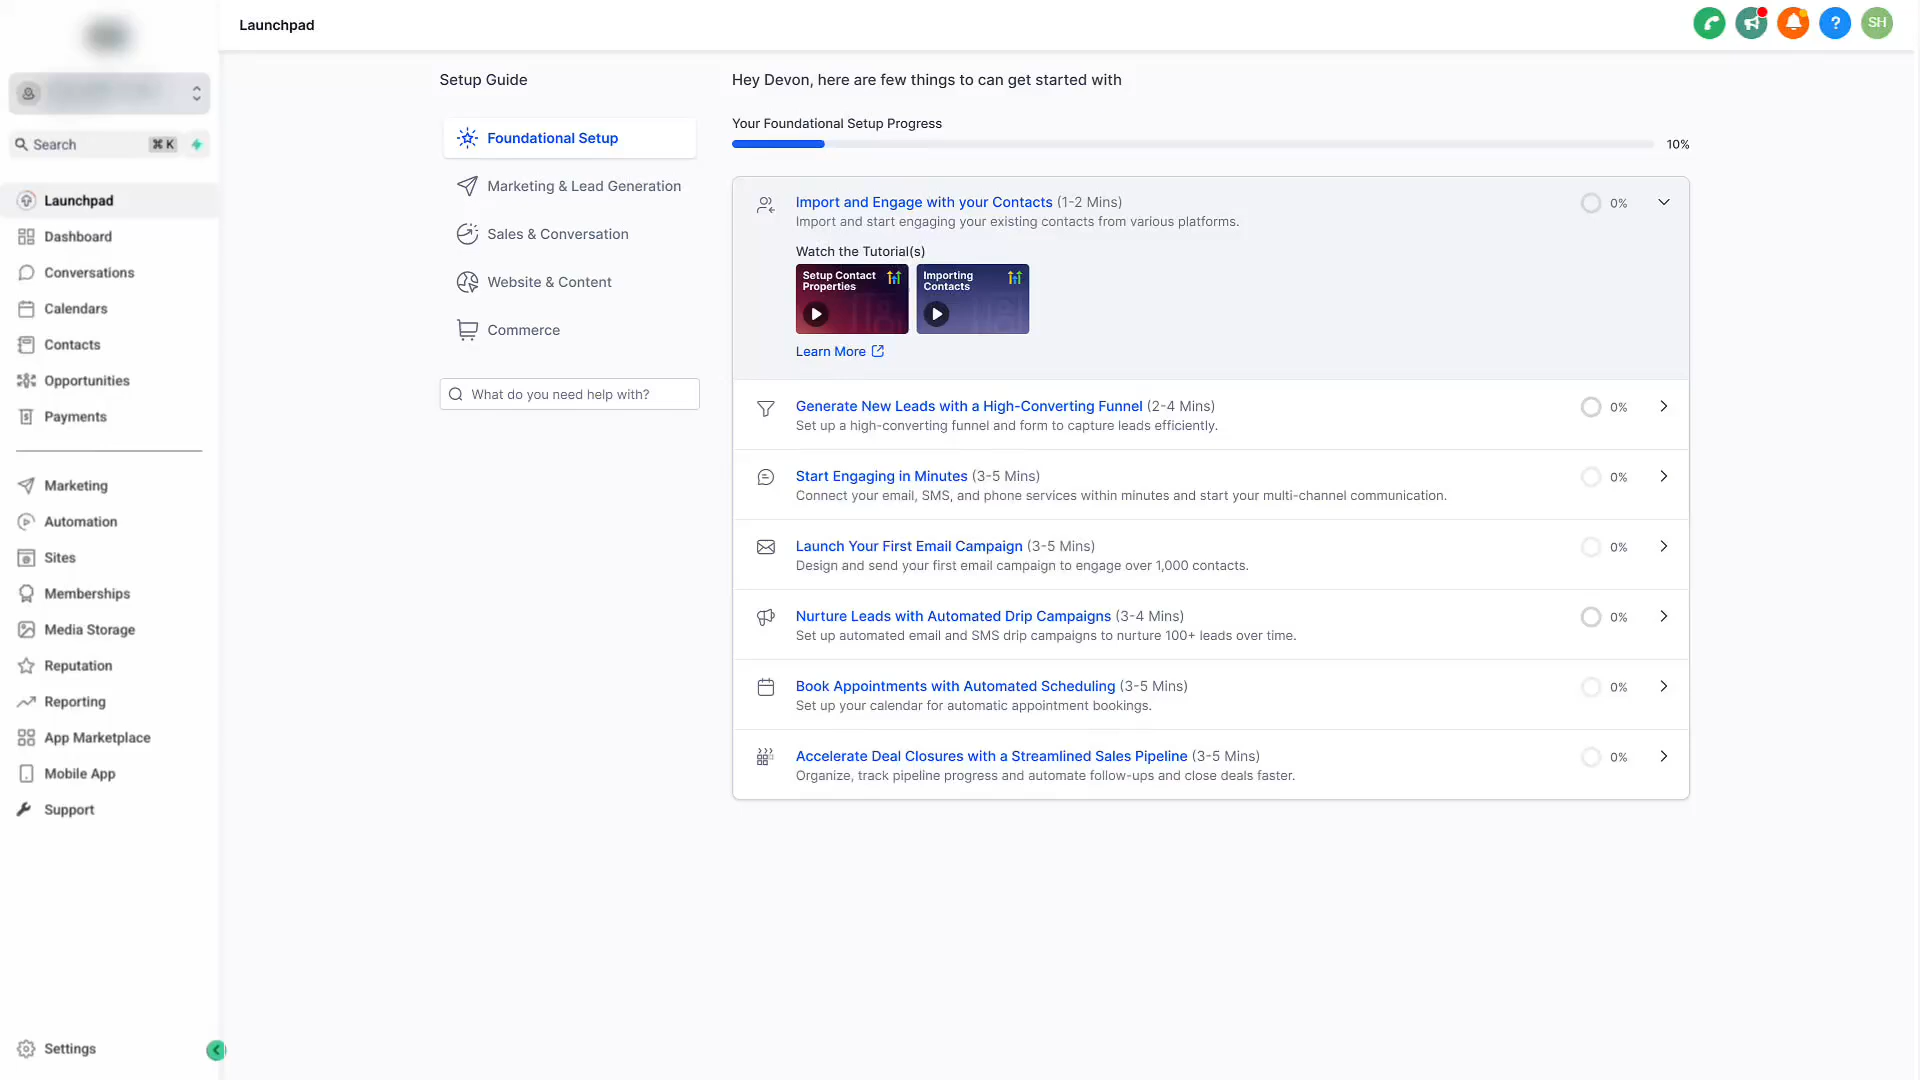 Launchpad
SH
Search
⌘ K
Launchpad
Dashboard
Conversations
Calendars
Contacts
Opportunities
Payments
Marketing
Automation
Sites
Memberships
Media Storage
Reputation
Reporting
App Marketplace
Mobile App
Support
Settings
Setup Guide
Foundational Setup
Marketing & Lead Generation
Sales & Conversation
Website & Content
Commerce
What do you need help with?
Hey Devon, here are few things to can get started with
Your Foundational Setup Progress
10%
Import and Engage with your Contacts (1-2 Mins)
0%
Import and start engaging your existing contacts from various platforms.
Watch the Tutorial(s)
Setup Contact
Properties
Importing
Contacts
Learn More
Generate New Leads with a High-Converting Funnel (2-4 Mins)
0%
Set up a high-converting funnel and form to capture leads efficiently.
Start Engaging in Minutes (3-5 Mins)
0%
Connect your email, SMS, and phone services within minutes and start your multi-channel communication.
Launch Your First Email Campaign (3-5 Mins)
0%
Design and send your first email campaign to engage over 1,000 contacts.
Nurture Leads with Automated Drip Campaigns (3-4 Mins)
0%
Set up automated email and SMS drip campaigns to nurture 100+ leads over time.
Book Appointments with Automated Scheduling (3-5 Mins)
0%
Set up your calendar for automatic appointment bookings.
Accelerate Deal Closures with a Streamlined Sales Pipeline (3-5 Mins)
0%
Organize, track pipeline progress and automate follow-ups and close deals faster.